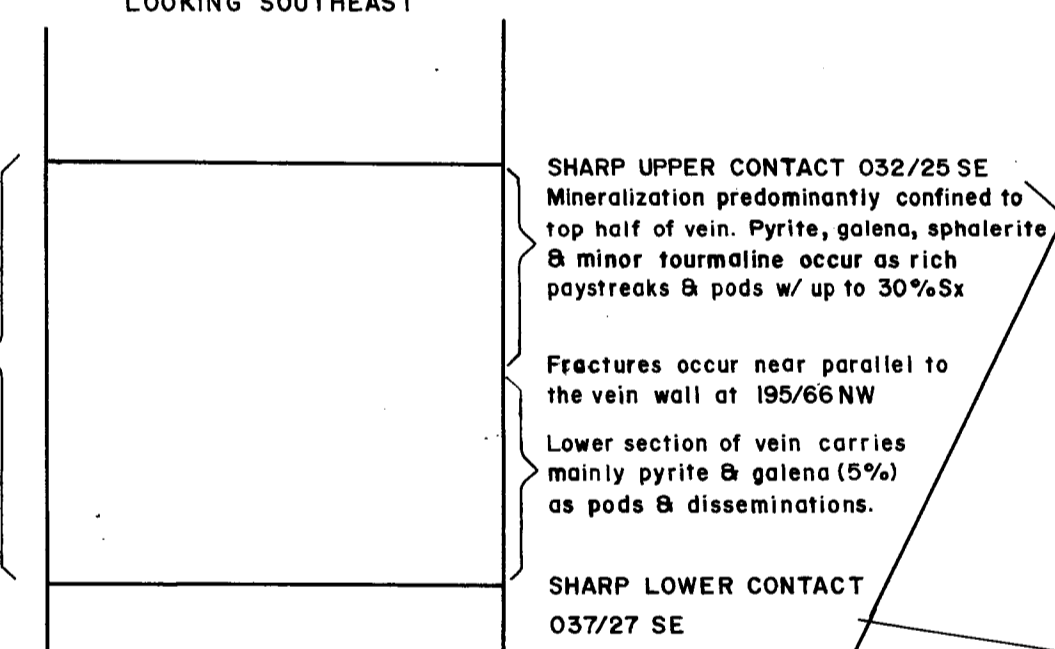 LOOKING SOUTHEAST
SHARP UPPER CONTACT 032/25 SE
Mineralization predominantly confined to
top half of vein. Pyrite, galena, sphalerite
& minor tourmaline occur as rich
paystreaks & pods w/ up to 30%Sx
Fractures occur near parallel to
the vein wall at 195/66 NW
Lower section of vein carries
mainly pyrite & galena (5%)
as pods & disseminations.
SHARP LOWER CONTACT
037/27 SE